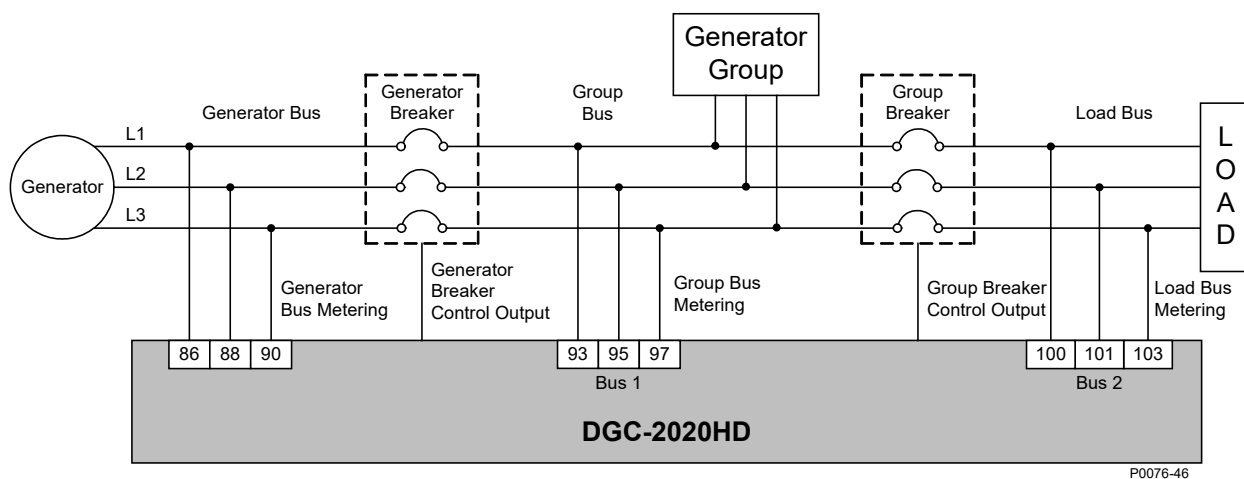 Generator
Group
Generator Bus
Generator
Breaker
Group
Bus
Group
Breaker
Load Bus
L1
L2
L3
Generator
L
O
A
D
Generator
Bus Metering
Generator
Breaker
Control Output
Group Bus
Metering
Group Breaker
Control Output
Load Bus
Metering
86 88 90
93 95 97
100 101 103
Bus 1
Bus 2
DGC-2020HD
P0076-46